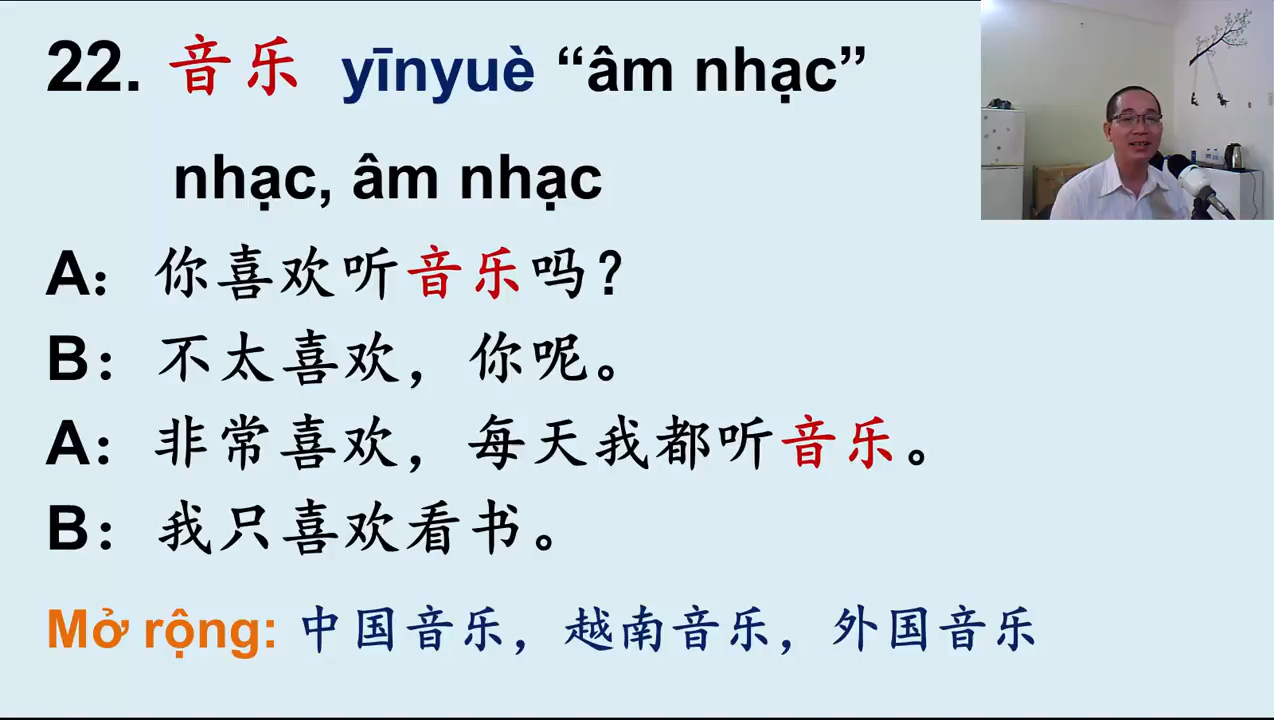 22. 音乐 yīnyuè “âm nhạc”
nhạc, âm nhạc
A：你喜欢听音乐吗？
B：不太喜欢，你呢。
A：非常喜欢，每天我都听音乐。
B：我只喜欢看书。
Mở rộng: 中国音乐，越南音乐，外国音乐